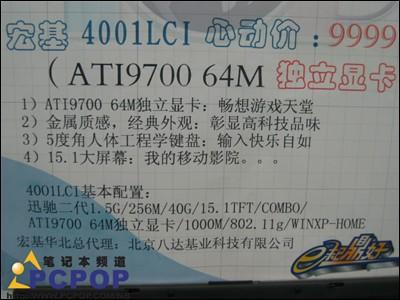 宏基 4001LCI 心动价：9999
（ATI9700 64M 独立显卡
1）ATI9700 64M独立显卡：畅想游戏天堂
2）金属质感，经典外观：彰显高科技品味
3）5度角人体工程学键盘：输入快乐自如
4）15.1大屏幕：我的移动影院。。。
4001LCI基本配置：
迅驰二代1.5G/256M/40G/15.1TFT/COMBO/
ATI9700 64M独立显卡/1000M/802.11g/WINXP-HOME
宏基华北总代理：北京八达基业科技有限公司
笔记本频道
PCPOP